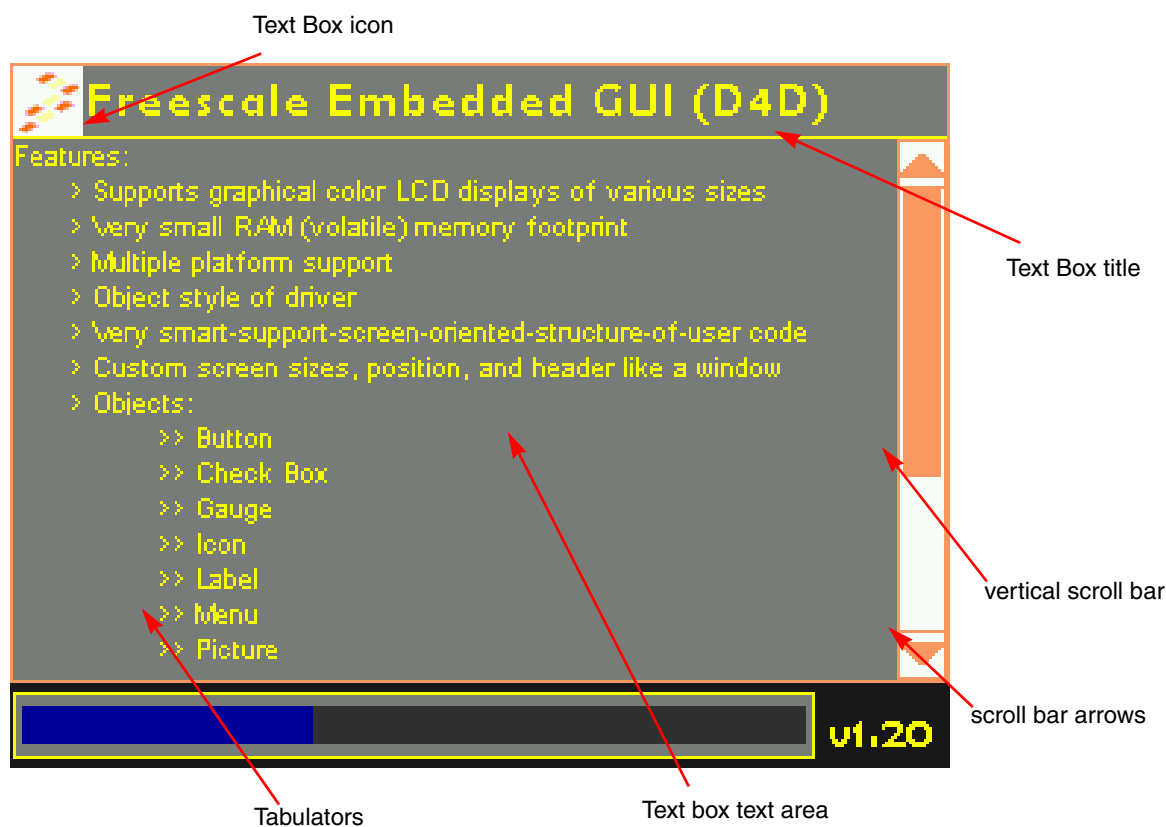 Text Box icon
Freescale Embedded GUI (D4D)
Features:
> Supports graphical color LCD displays of various sizes
> Very small RAM (volatile) memory footprint
> Multiple platform support
Text Box title
> Object style of driver
> Very smart-support-screen-oriented-structure-of-user code
> Custom screen sizes, position, and header like a window
> Objects:
>> Button
>> Check Box
>> Gauge
>> Icon
>> Label
vertical scroll bar
>> Menu
>> Picture
scroll bar arrows
v1.20
Tabulators
Text box text area